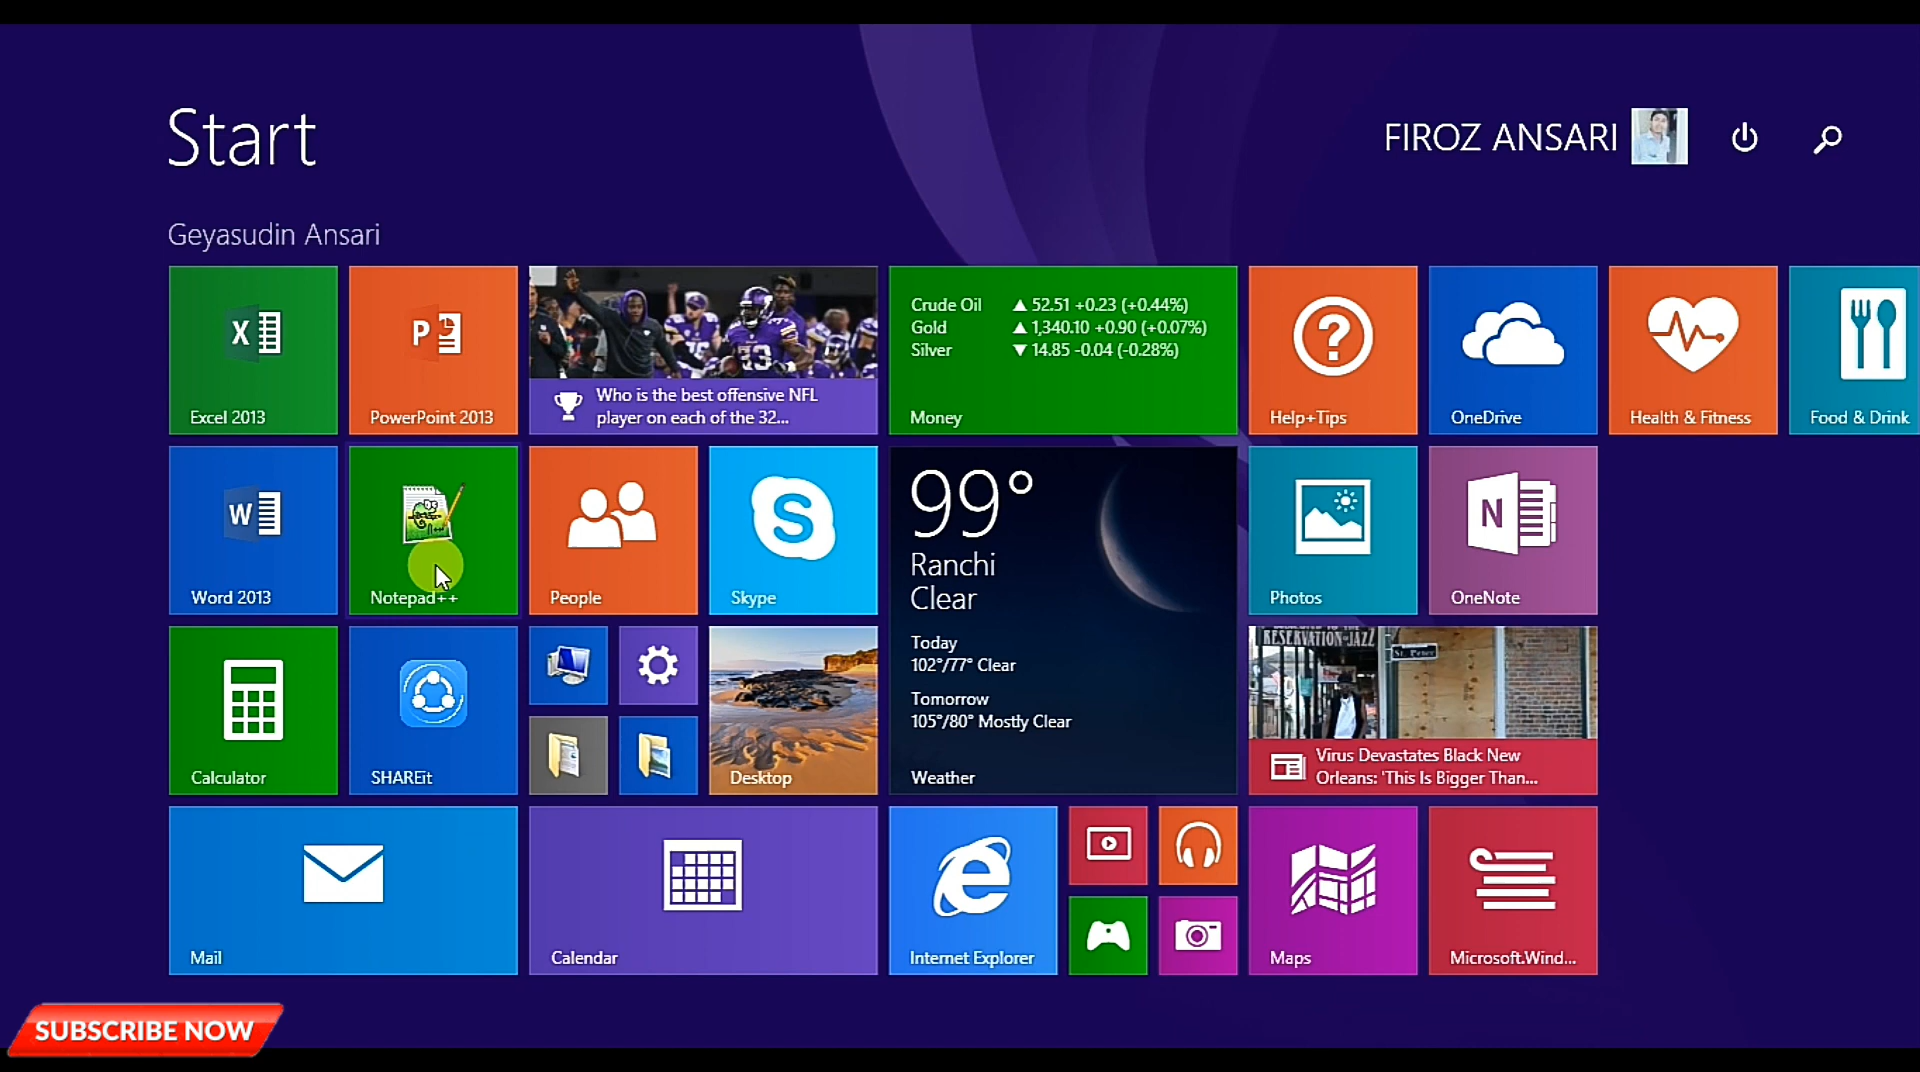 Start
FIROZ ANSARI
Geyasudin Ansari
X
Excel 2013
P
PowerPoint 2013
Who is the best offensive NFL
player on each of the 32...
Crude Oil ▲ 52.51 +0.23 (+0.44%)
Gold ▲ 1,340.10 +0.90 (+0.07%)
Silver ▼ 14.85 -0.04 (-0.28%)
Money
?
Help+Tips
OneDrive
Health & Fitness
Food & Drink
W
Word 2013
Notepad++
People
S
Skype
99°
Ranchi
Clear
Today
102°/77° Clear
Tomorrow
105°/80° Mostly Clear
Weather
Photos
N
OneNote
Calculator
SHAREit
Desktop
RESERVATION JAZZ
St. Peter
Virus Devastates Black New
Orleans: 'This Is Bigger Than...
Mail
Calendar
Internet Explorer
Maps
Microsoft.Wind...
SUBSCRIBE NOW